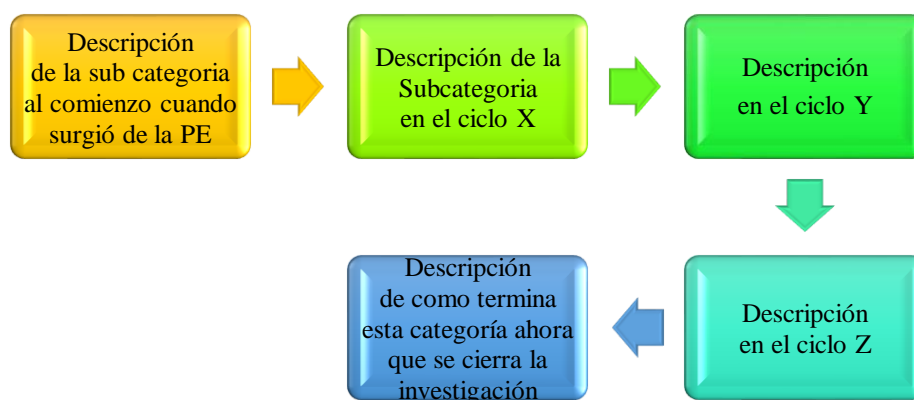 Descripción
de la sub categoria
al comienzo cuando
surgió de la PE
Descripción de la
Subcategoria
en el ciclo X
Descripción
en el ciclo Y
Descripción
en el ciclo Z
Descripción
de como termina
esta categoría ahora
que se cierra la
investigación